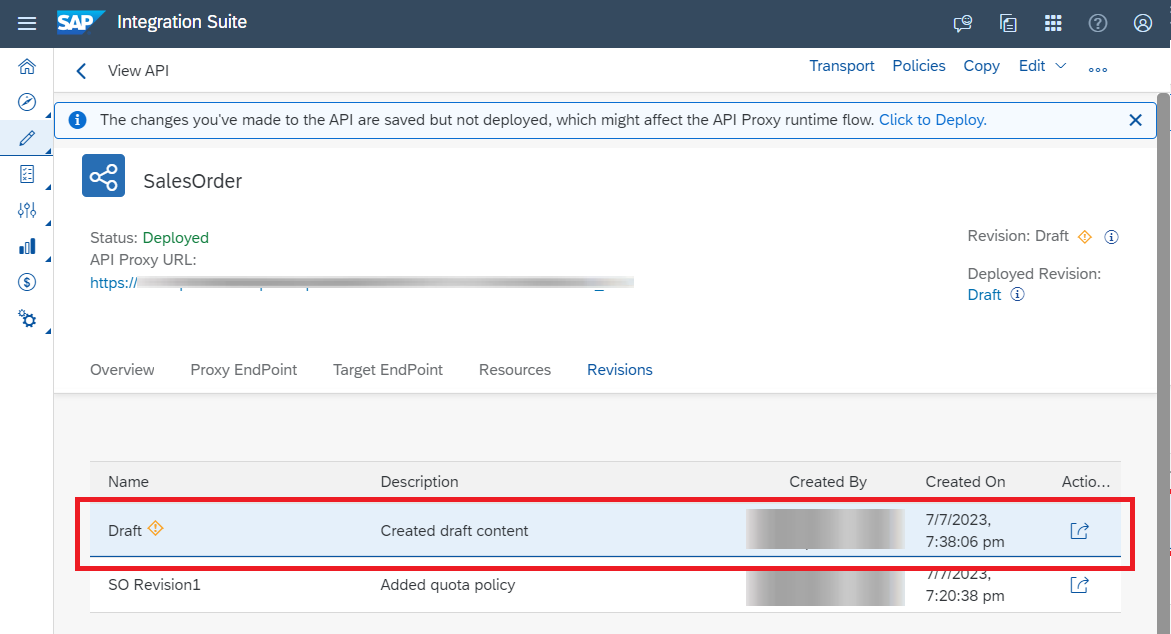 SAP Integration Suite
View API
Transport Policies Copy Edit
The changes you've made to the API are saved but not deployed, which might affect the API Proxy runtime flow. Click to Deploy.
SalesOrder
Status: Deployed
API Proxy URL:
https://
Revision: Draft
Deployed Revision:
Draft
Overview Proxy EndPoint Target EndPoint Resources Revisions
Name Description Created By Created On Actio...
Draft Created draft content 7/7/2023,
7:38:06 pm
SO Revision1 Added quota policy 7/7/2023,
7:20:38 pm